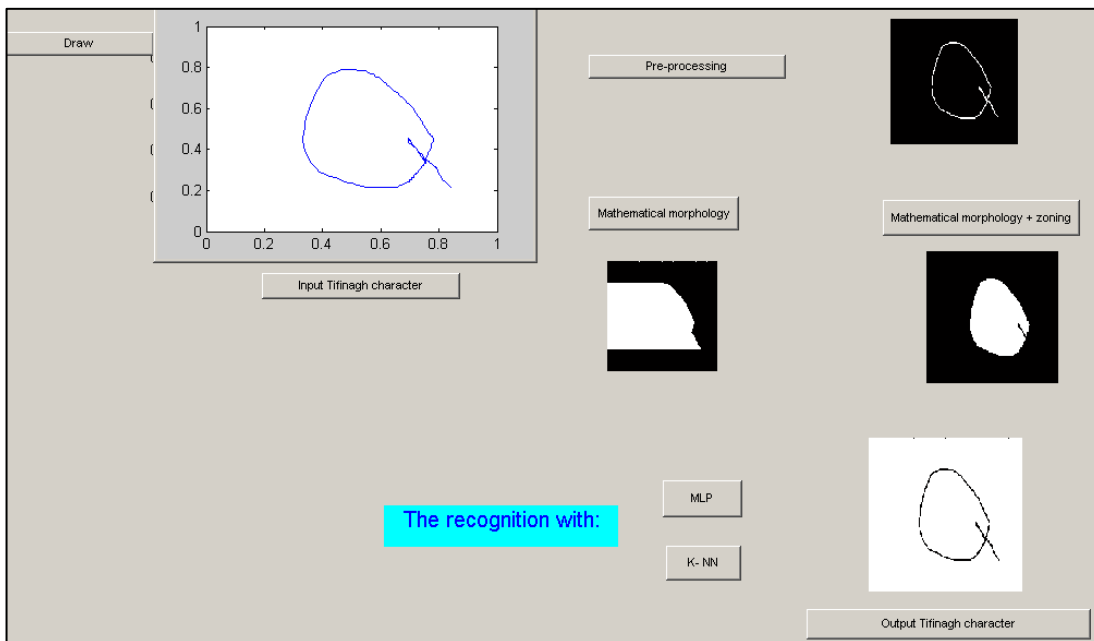 Draw
1
0.8
0.6
0.4
0.2
0
0 0.2 0.4 0.6 0.8 1
Input Tifinagh character
Pre-processing
Mathematical morphology
Mathematical morphology + zoning
The recognition with:
MLP
K- NN
Output Tifinagh character